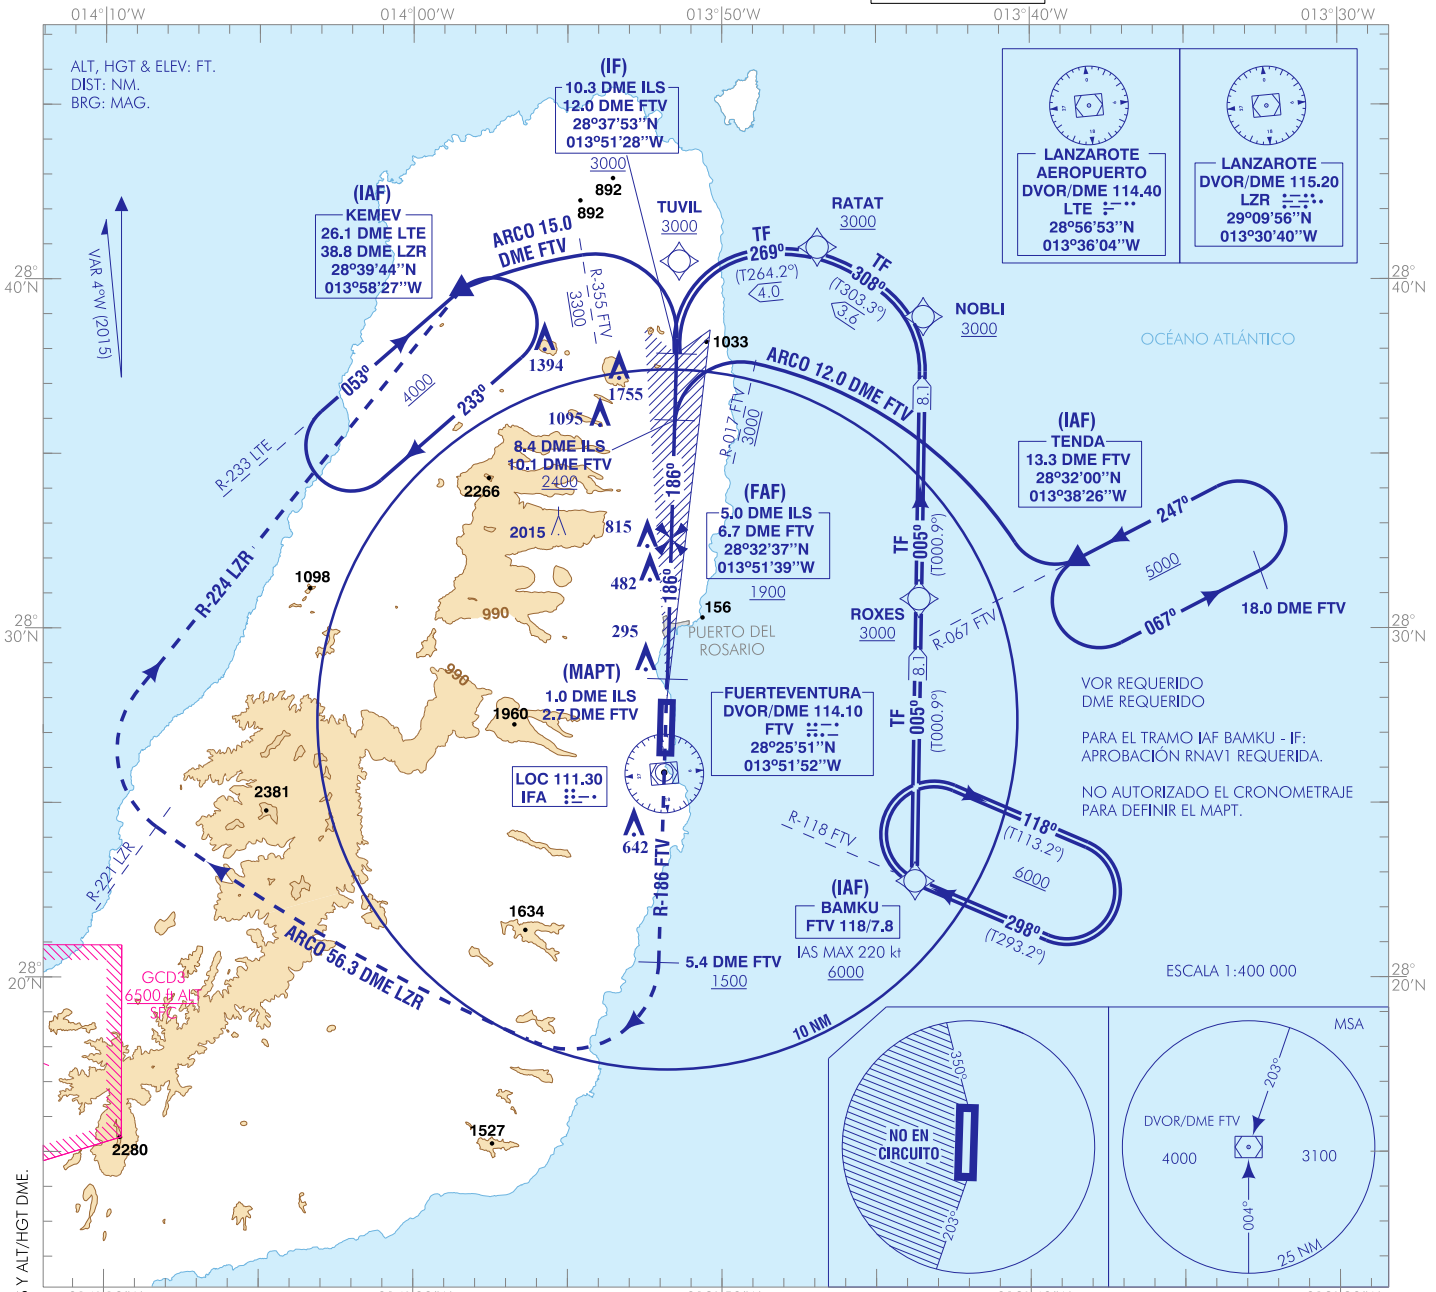 014°10'W
014°00'W
013°50'W
013°40'W
013°30'W
ALT, HGT & ELEV: FT.
DIST: NM.
BRG: MAG.
VAR 4°W (2015)
(IF)
10.3 DME ILS
12.0 DME FTV
28°37'53''N
013°51'28''W
3000
892
892
(IAF)
KEMEV
26.1 DME LTE
38.8 DME LZR
28°39'44''N
013°58'27''W
ARCO 15.0
DME FTV
R-355 FTV
3300
TUVIL
3000
RATAT
3000
TF
269°
(T264.2°)
4.0
TF
308°
(T303.3°)
3.6
NOBLI
3000
LANZAROTE
AEROPUERTO
DVOR/DME 114.40
LTE
28°56'53''N
013°36'04''W
LANZAROTE
DVOR/DME 115.20
LZR
29°09'56''N
013°30'40''W
28°
40'N
28°
40'N
OCÉANO ATLÁNTICO
1033
1394
1755
1095
053°
4000
233°
R-233 LTE
ARCO 12.0 DME FTV
R-017 FTV
3000
8.1
8.4 DME ILS
10.1 DME FTV
2400
186°
2266
2015
815
482
(FAF)
5.0 DME ILS
6.7 DME FTV
28°32'37''N
013°51'39''W
1900
186°
(IAF)
TENDA
13.3 DME FTV
28°32'00''N
013°38'26''W
247°
5000
067°
18.0 DME FTV
R-067 FTV
TF
005°
(T000.9°)
ROXES
3000
R-224 LZR
1098
990
156
PUERTO DEL
ROSARIO
295
28°
30'N
28°
30'N
990
(MAPT)
1.0 DME ILS
2.7 DME FTV
1960
FUERTEVENTURA
DVOR/DME 114.10
FTV
28°25'51''N
013°51'52''W
8.1
TF
005°
(T000.9°)
VOR REQUERIDO
DME REQUERIDO
PARA EL TRAMO IAF BAMKU - IF:
APROBACIÓN RNAV1 REQUERIDA.
NO AUTORIZADO EL CRONOMETRAJE
PARA DEFINIR EL MAPT.
LOC 111.30
IFA
2381
642
R-221 LZR
R-118 FTV
118°
(T113.2°)
6000
298°
(T293.2°)
(IAF)
BAMKU
FTV 118/7.8
IAS MAX 220 kt
6000
R-186 FTV
1634
ARCO 56.3 DME LZR
5.4 DME FTV
1500
ESCALA 1:400 000
28°
20'N
28°
20'N
GCD3
6500 ft ALT
SFC
10 NM
2280
1527
350°
NO EN
CIRCUITO
203°
MSA
203°
DVOR/DME FTV
4000
3100
004°
25 NM
Y ALT/HGT DME.